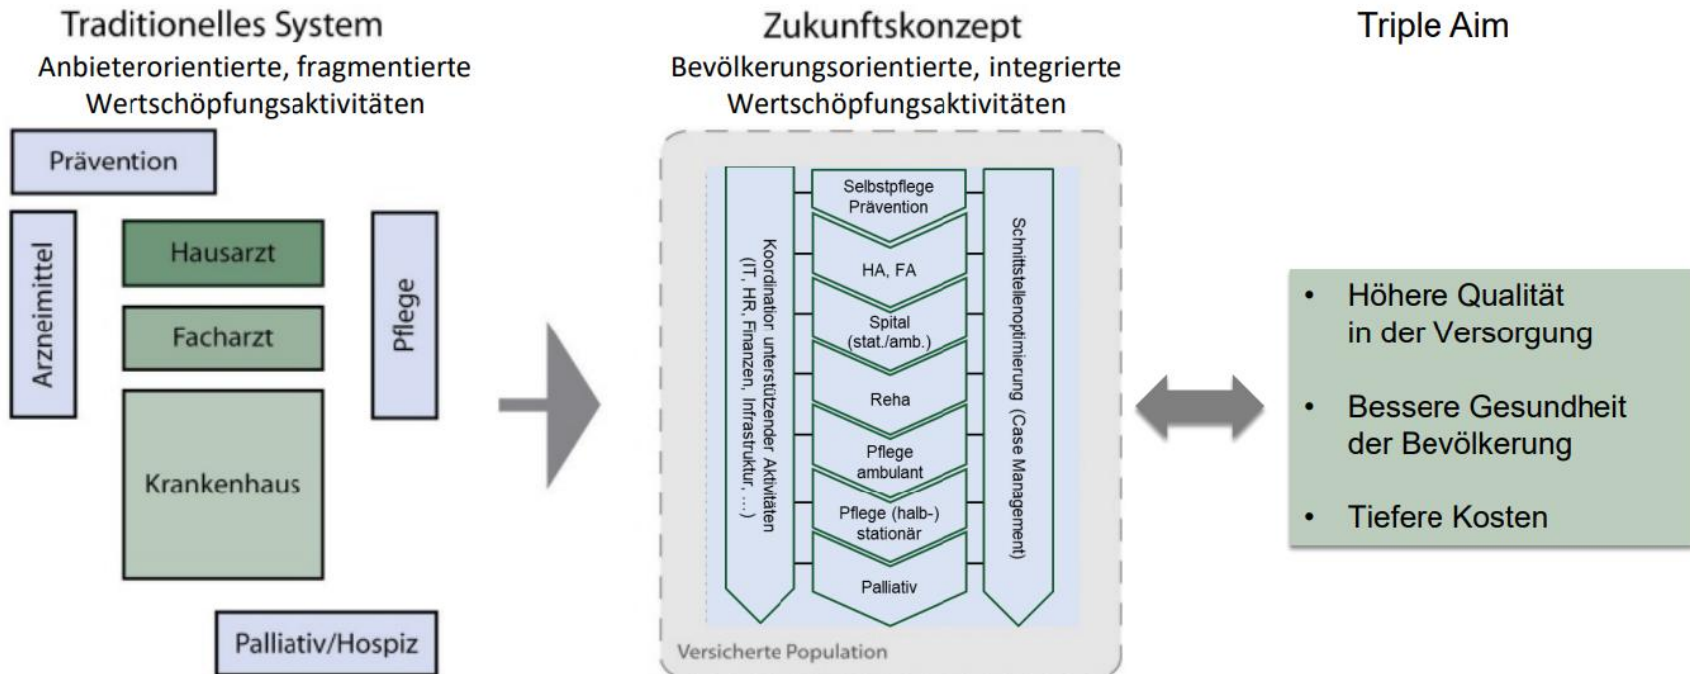 Traditionelles System
Anbieterorientierte, fragmentierte
Wertschöpfungsaktivitäten
Prävention
Arzneimittel
Hausarzt
Facharzt
Krankenhaus
Pflege
Palliativ/Hospiz
Zukunftskonzept
Bevölkerungsorientierte, integrierte
Wertschöpfungsaktivitäten
Koordination unterstützender Aktivitäten
(IT, HR, Finanzen, Infrastruktur, ....)
Selbstpflege
Prävention
HA, FA
Spital
(stat./amb.)
Reha
Pflege
ambulant
Pflege (halb-)
stationär
Palliativ
Schnittstellenoptimierung (Case Management)
Versicherte Population
Triple Aim
• Höhere Qualität
in der Versorgung
• Bessere Gesundheit
der Bevölkerung
• Tiefere Kosten